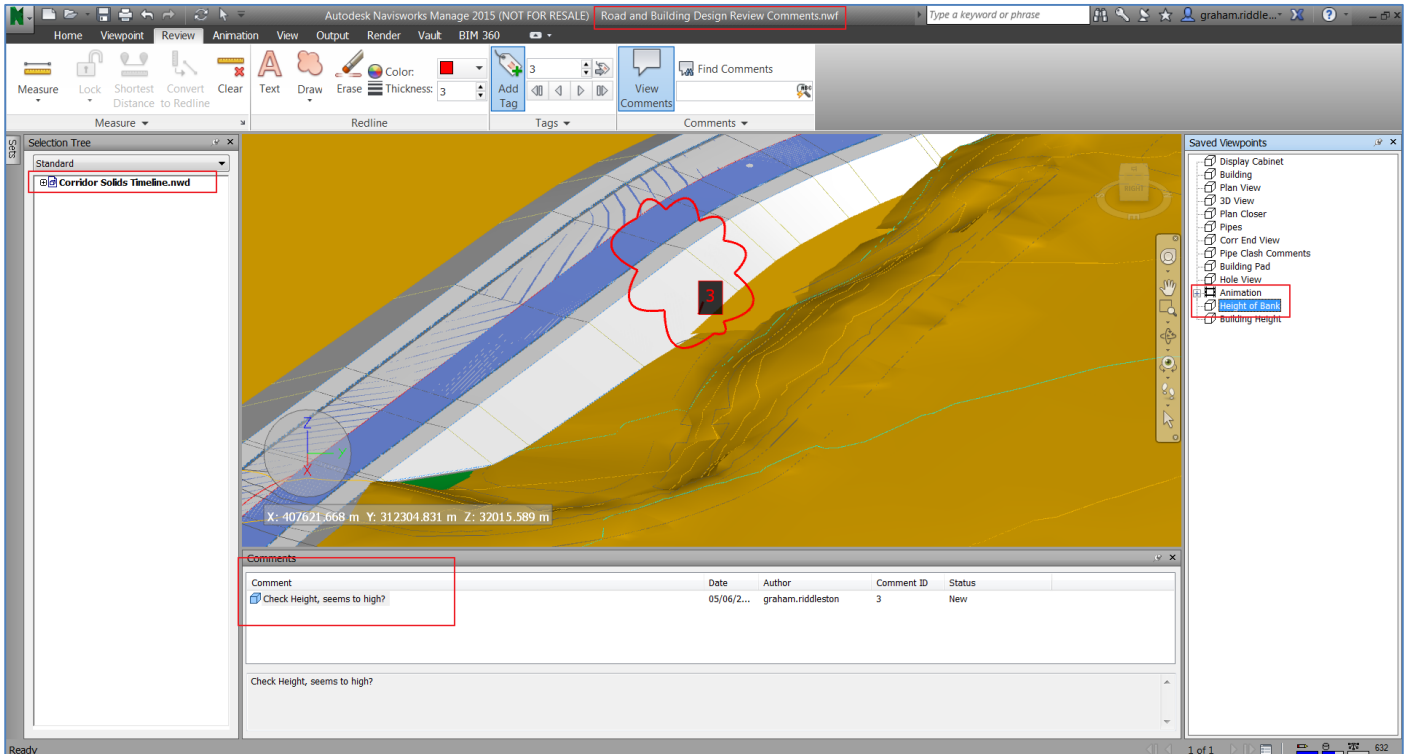 Autodesk Navisworks Manage 2015 (NOT FOR RESALE) Road and Building Design Review Comments.nwf
Type a keyword or phrase
graham.riddle...
Home Viewpoint Review Animation View Output Render Vault BIM 360
Measure
Lock
Shortest Distance
Convert to Redline
Clear
Text
Draw
Erase
Color:
Thickness: 3
Add Tag
3
View Comments
Find Comments
Measure
Redline
Tags
Comments
Sets
Selection Tree
Standard
Corridor Solids Timeline.nwd
3
RIGHT
Z
X
X: 407621.668 m Y: 312304.831 m Z: 32015.589 m
Saved Viewpoints
Display Cabinet
Building
Plan View
3D View
Plan Closer
Pipes
Corr End View
Pipe Clash Comments
Building Pad
Hole View
Animation
Height of Bank
Building Height
Comments
Comment Date Author Comment ID Status
Check Height, seems to high? 05/06/2... graham.riddleston 3 New
Check Height, seems to high?
Ready
1 of 1
632